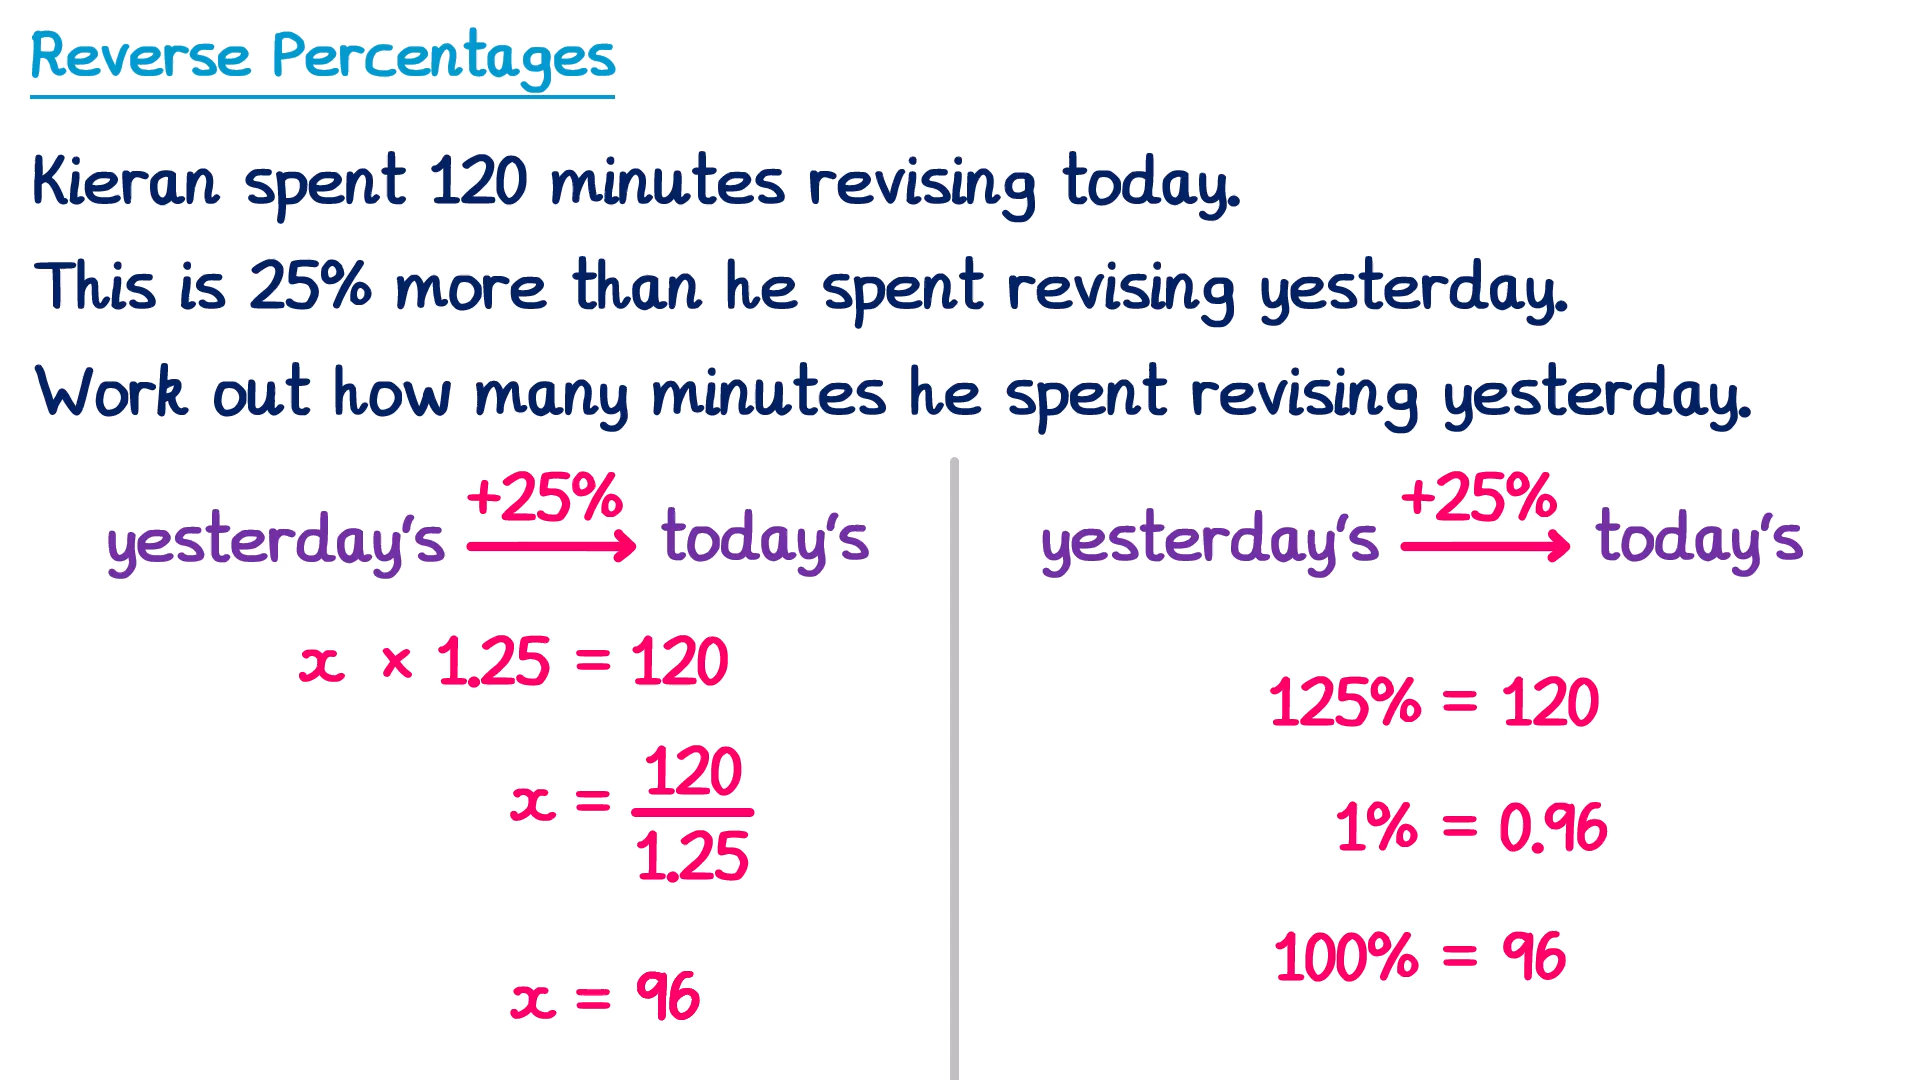 Reverse Percentages
Kieran spent 120 minutes revising today.
This is 25% more than he spent revising yesterday.
Work out how many minutes he spent revising yesterday.
+25%
yesterday's → today's
x × 1.25 = 120
x = 120/1.25
x = 96
+25%
yesterday's → today's
125% = 120
1% = 0.96
100% = 96